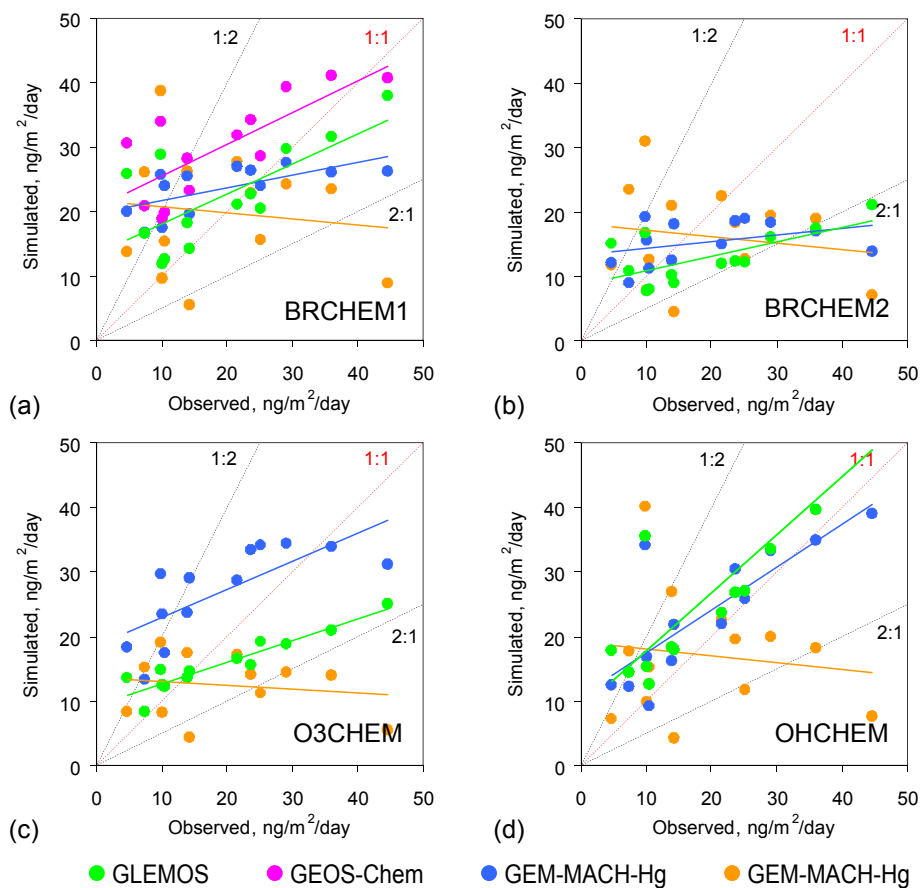 50
40
30
20
10
0
Simulated, ng/m²/day
1:2
1:1
2:1
BRCHEM1
0 10 20 30 40 50
(a) Observed, ng/m²/day
50
40
30
20
10
0
Simulated, ng/m²/day
1:2
1:1
2:1
BRCHEM2
0 10 20 30 40 50
(b) Observed, ng/m²/day
50
40
30
20
10
0
Simulated, ng/m²/day
1:2
1:1
2:1
O3CHEM
0 10 20 30 40 50
(c) Observed, ng/m²/day
50
40
30
20
10
0
Simulated, ng/m²/day
1:2
1:1
2:1
OHCHEM
0 10 20 30 40 50
(d) Observed, ng/m²/day
GLEMOS GEOS-Chem GEM-MACH-Hg GEM-MACH-Hg